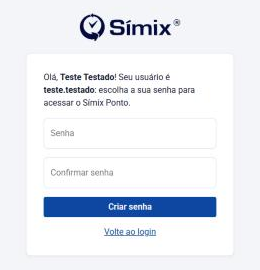 Símix®
Olá, Teste Testado! Seu usuário é
teste.testado: escolha a sua senha para
acessar o Símix Ponto.
Senha
Confirmar senha
Criar senha
Volte ao login